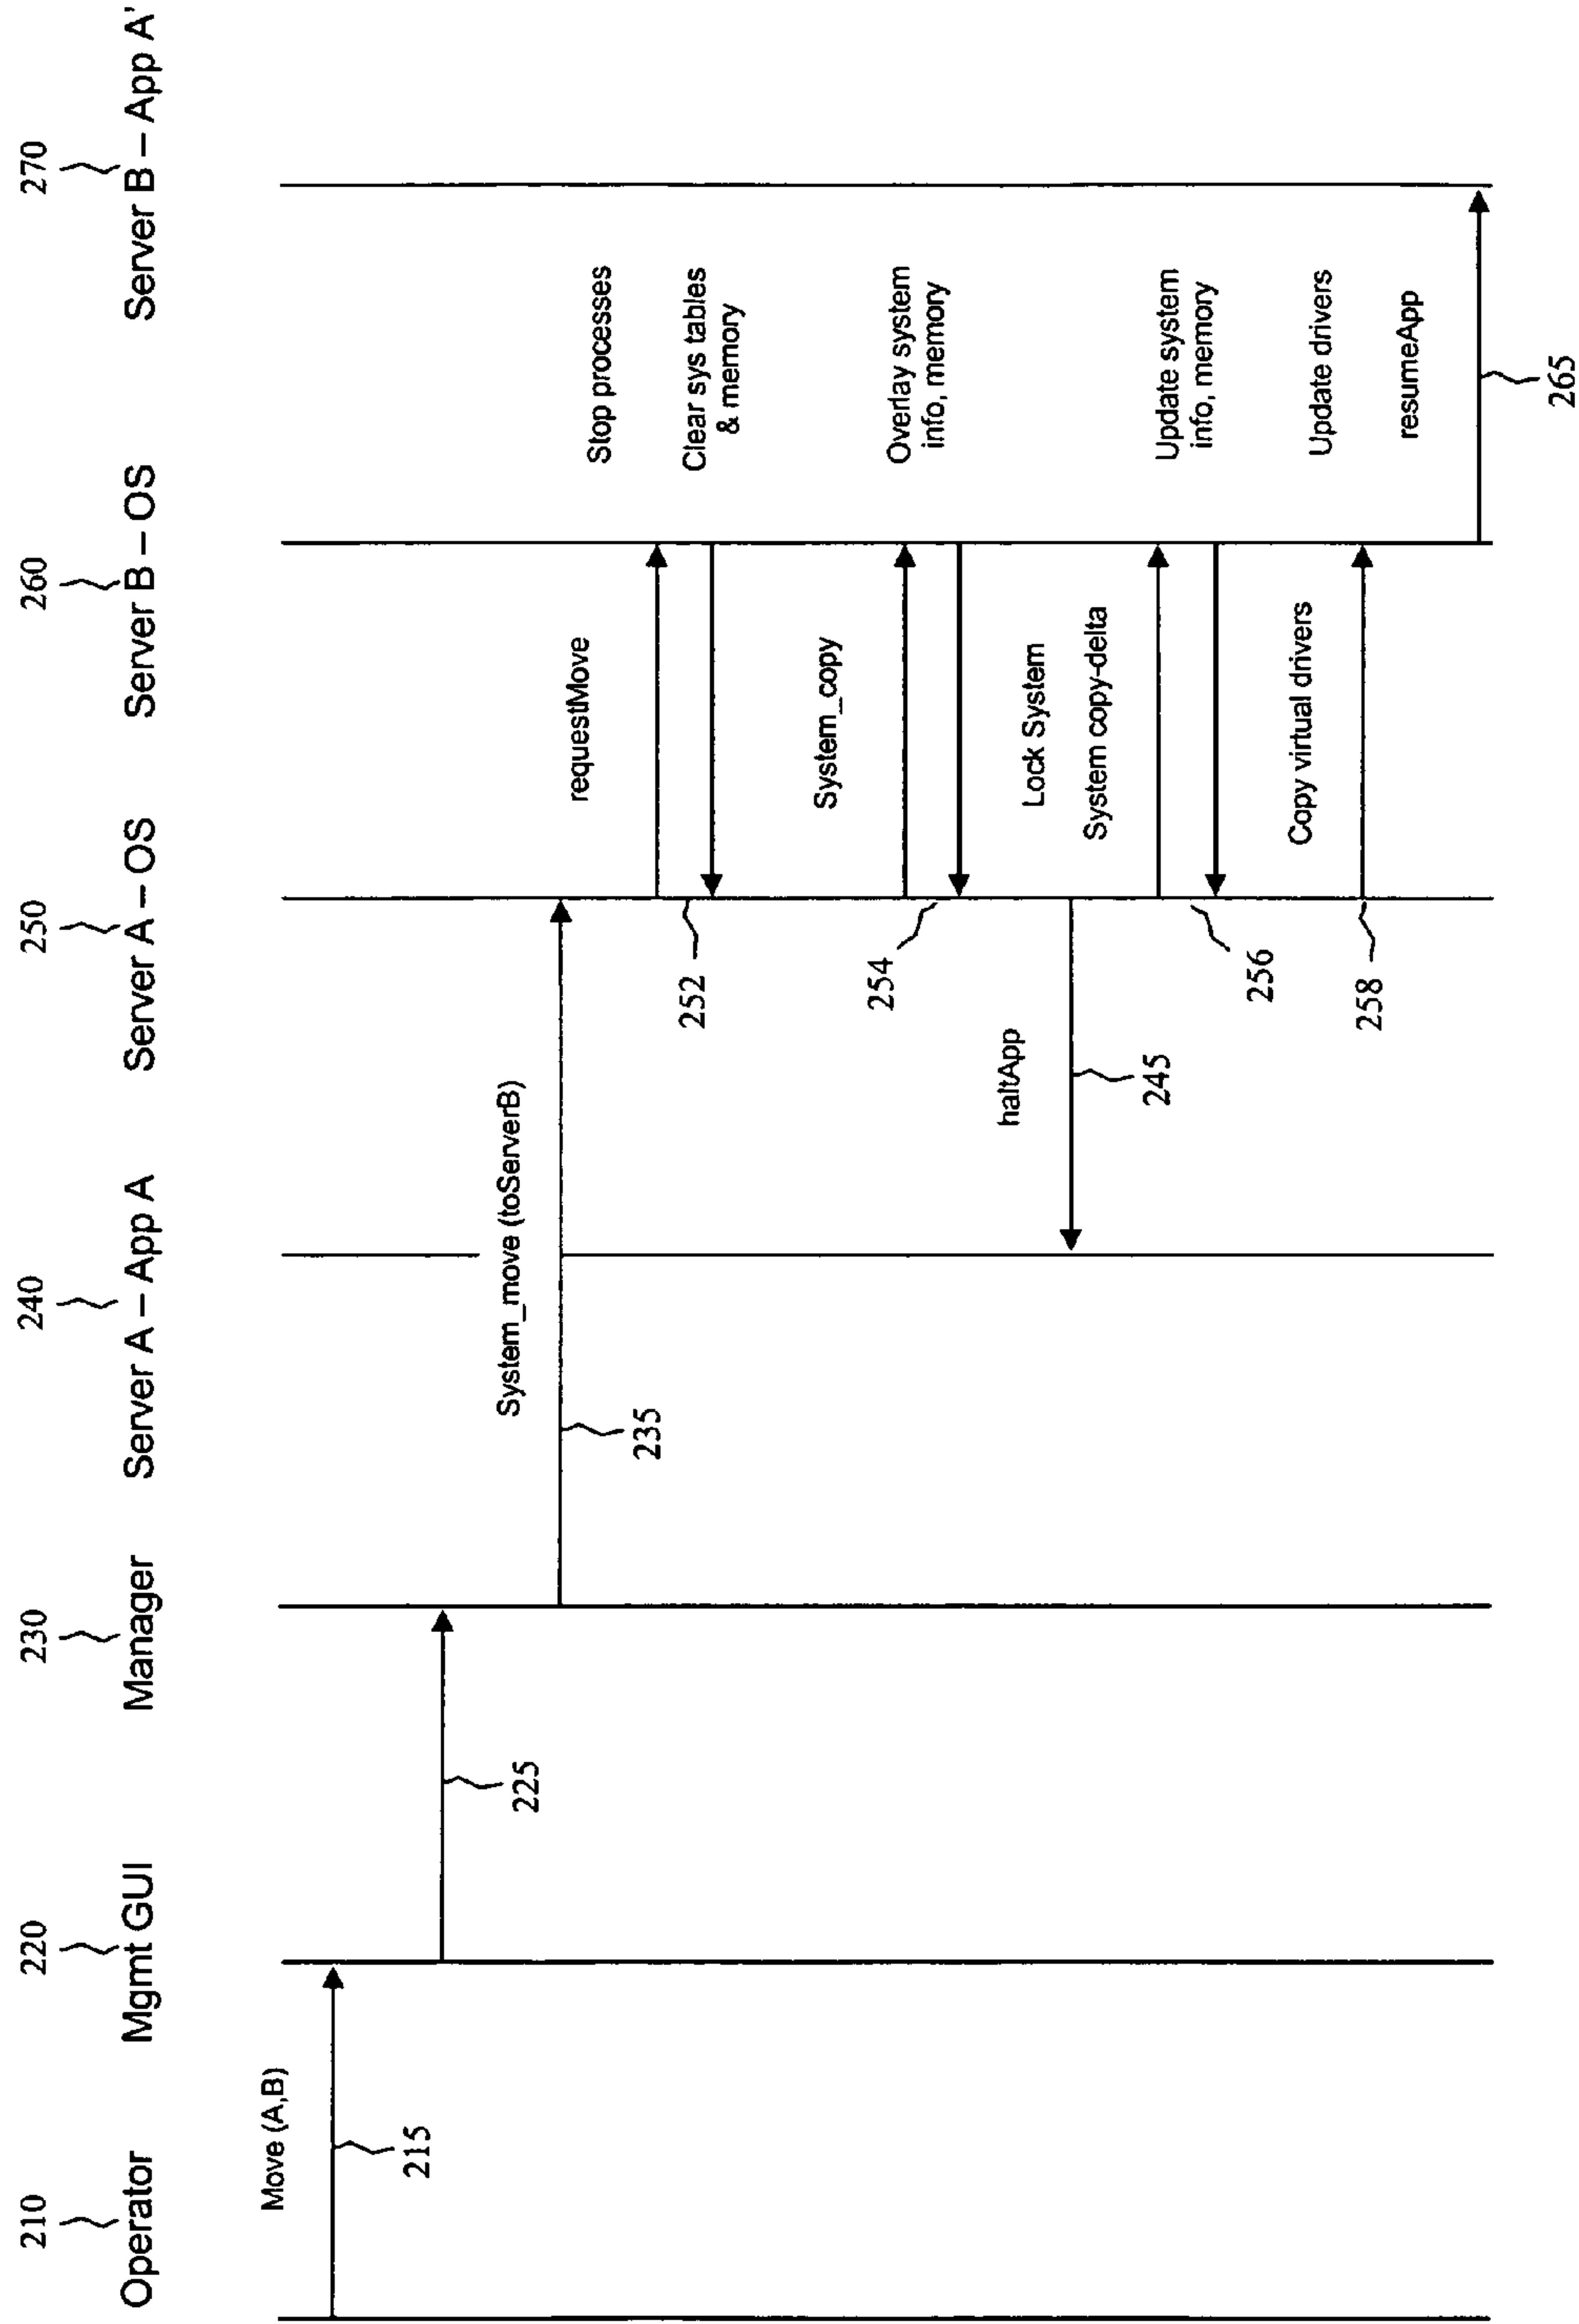 210
Operator
220
Mgmt GUI
230
Manager
240
Server A – App A
250
Server A – OS
260
Server B – OS
270
Server B – App A'
Move (A,B)
215
225
System_move (toServerB)
235
requestMove
Stop processes
252
Clear sys tables
& memory
System_copy
254
Overlay system
info, memory
haltApp
245
Lock System
System copy-delta
256
Update system
info, memory
Copy virtual drivers
258
Update drivers
resumeApp
265